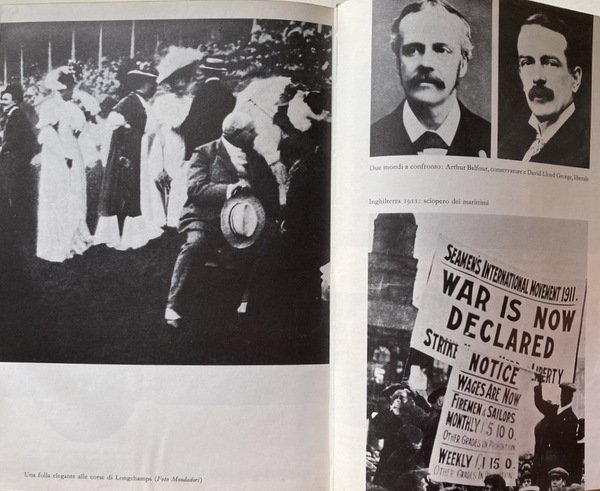 Una folla elegante alle corse di Longchamps (Foto Mondadori)
Due mondi a confronto: Arthur Balfour, conservatore e David Lloyd George, liberale
Inghilterra 1911: sciopero dei marittimi
SEAMEN'S INTERNATIONAL MOVEMENT 1911.
WAR IS NOW
DECLARED
STRIKE LIBERTY
NOTICE
WAGES ARE NOW
FIREMEN & SAILORS
MONTHLY 5 10 0.
OTHER GRADES IN PROPORTION
WEEKLY 1. 15 0.
OTHER GRADES IN PROPORTION